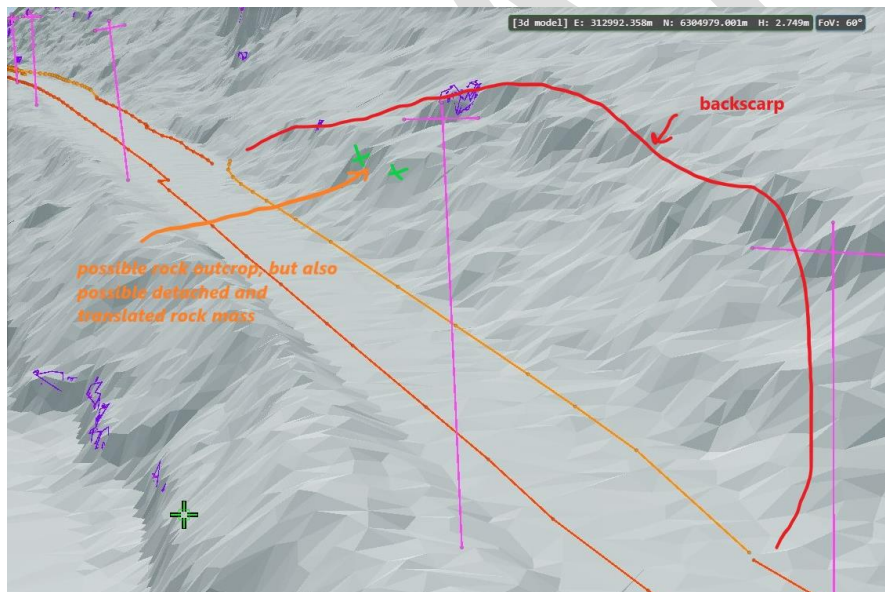 [3d model] E: 312992.358m N: 6304979.001m H: 2.749m FoV: 60°
backscarp
possible rock outcrop, but also
possible detached and
translated rock mass